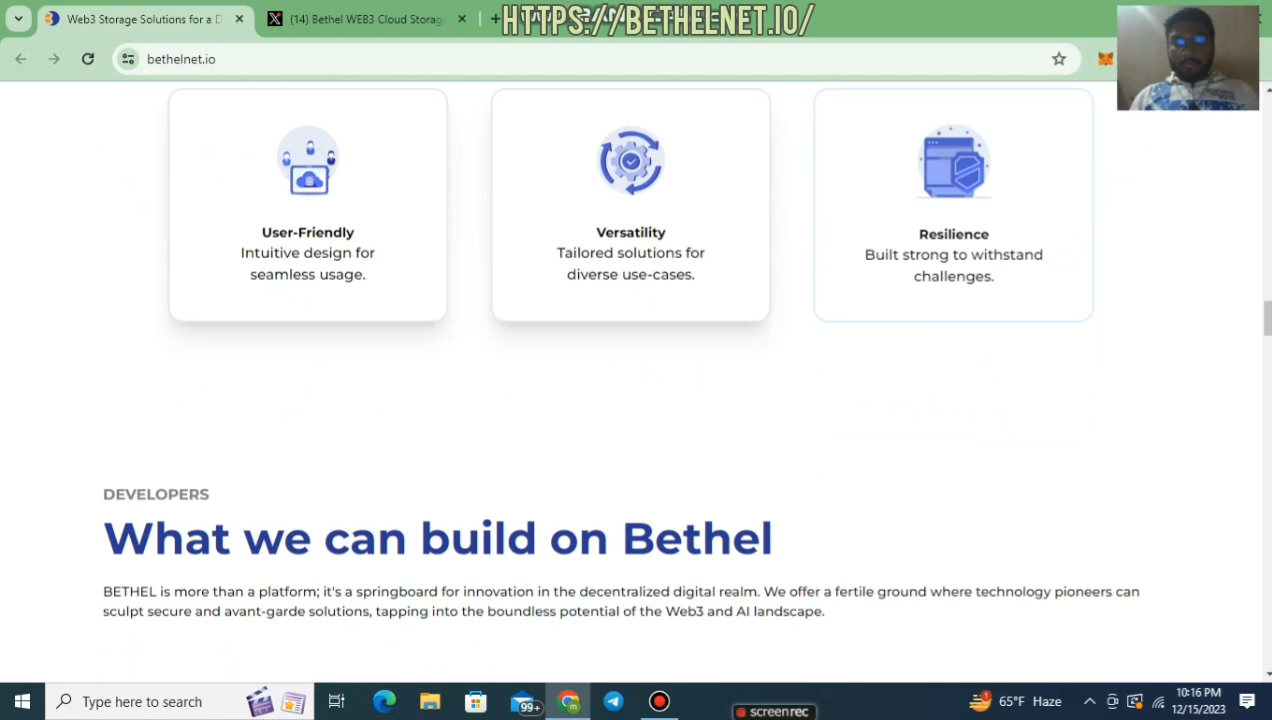 Web3 Storage Solutions for a D
(14) Bethel WEB3 Cloud Storag
HTTPS://BETHELNET.IO/
bethelnet.io
User-Friendly
Intuitive design for
seamless usage.
Versatility
Tailored solutions for
diverse use-cases.
Resilience
Built strong to withstand
challenges.
DEVELOPERS
What we can build on Bethel
BETHEL is more than a platform; it's a springboard for innovation in the decentralized digital realm. We offer a fertile ground where technology pioneers can
sculpt secure and avant-garde solutions, tapping into the boundless potential of the Web3 and AI landscape.
Type here to search
99+
65°F Haze
10:16 PM
12/15/2023
screenrec